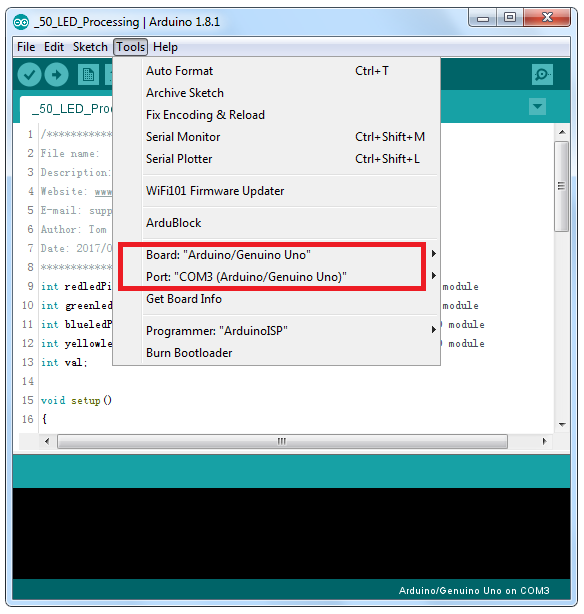 _50_LED_Processing | Arduino 1.8.1
File Edit Sketch Tools Help
_50_LED_Proc
Auto Format Ctrl+T
Archive Sketch
Fix Encoding & Reload
Serial Monitor Ctrl+Shift+M
Serial Plotter Ctrl+Shift+L
WiFi101 Firmware Updater
ArduBlock
Board: "Arduino/Genuino Uno"
Port: "COM3 (Arduino/Genuino Uno)"
Get Board Info
Programmer: "ArduinoISP"
Burn Bootloader
1 /************
2 File name:
3 Description:
4 Website: www
5 E-mail: supp
6 Author: Tom
7 Date: 2017/0
8 *************
9 int redledPi module
10 int greenled module
11 int blueledP module
12 int yellowle module
13 int val;
14
15 void setup()
16 {
Arduino/Genuino Uno on COM3